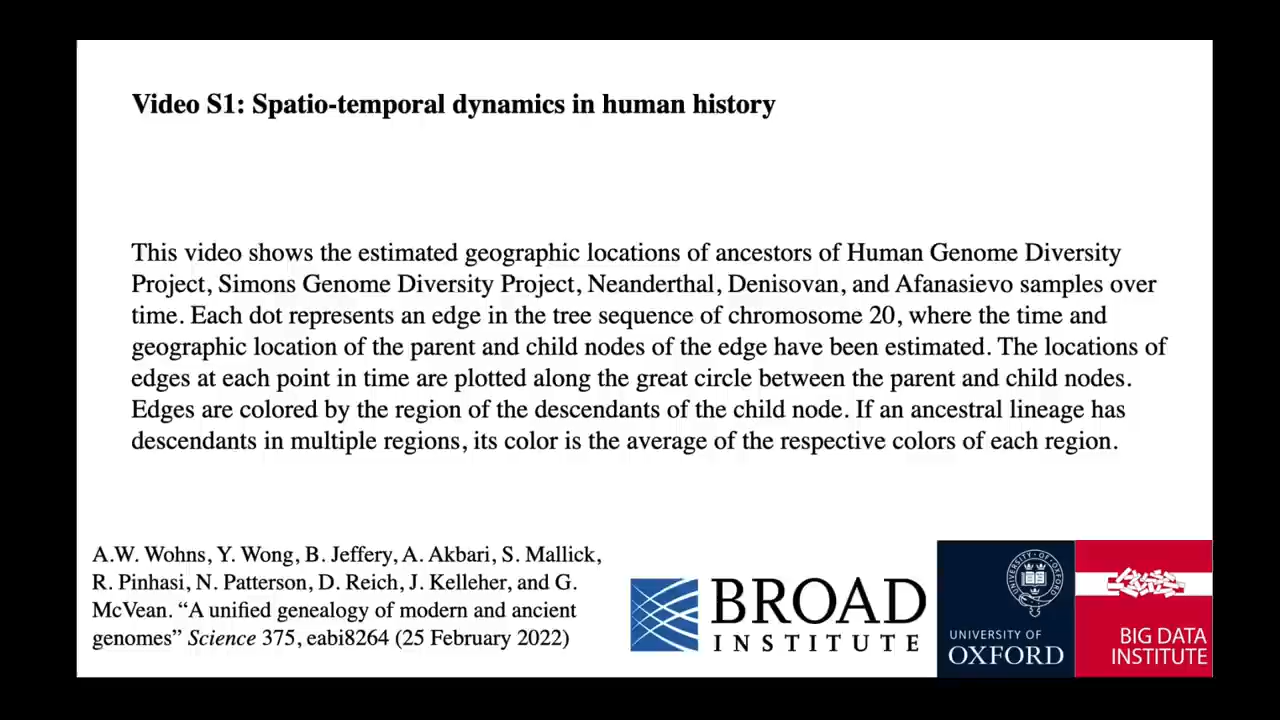 Video S1: Spatio-temporal dynamics in human history
This video shows the estimated geographic locations of ancestors of Human Genome Diversity
Project, Simons Genome Diversity Project, Neanderthal, Denisovan, and Afanasievo samples over
time. Each dot represents an edge in the tree sequence of chromosome 20, where the time and
geographic location of the parent and child nodes of the edge have been estimated. The locations of
edges at each point in time are plotted along the great circle between the parent and child nodes.
Edges are colored by the region of the descendants of the child node. If an ancestral lineage has
descendants in multiple regions, its color is the average of the respective colors of each region.
A.W. Wohns, Y. Wong, B. Jeffery, A. Akbari, S. Mallick,
R. Pinhasi, N. Patterson, D. Reich, J. Kelleher, and G.
McVean. “A unified genealogy of modern and ancient
genomes” Science 375, eabi8264 (25 February 2022)
BROAD
INSTITUTE
UNIVERSITY OF OXFORD
UNIVERSITY OF
OXFORD
BIG DATA
INSTITUTE